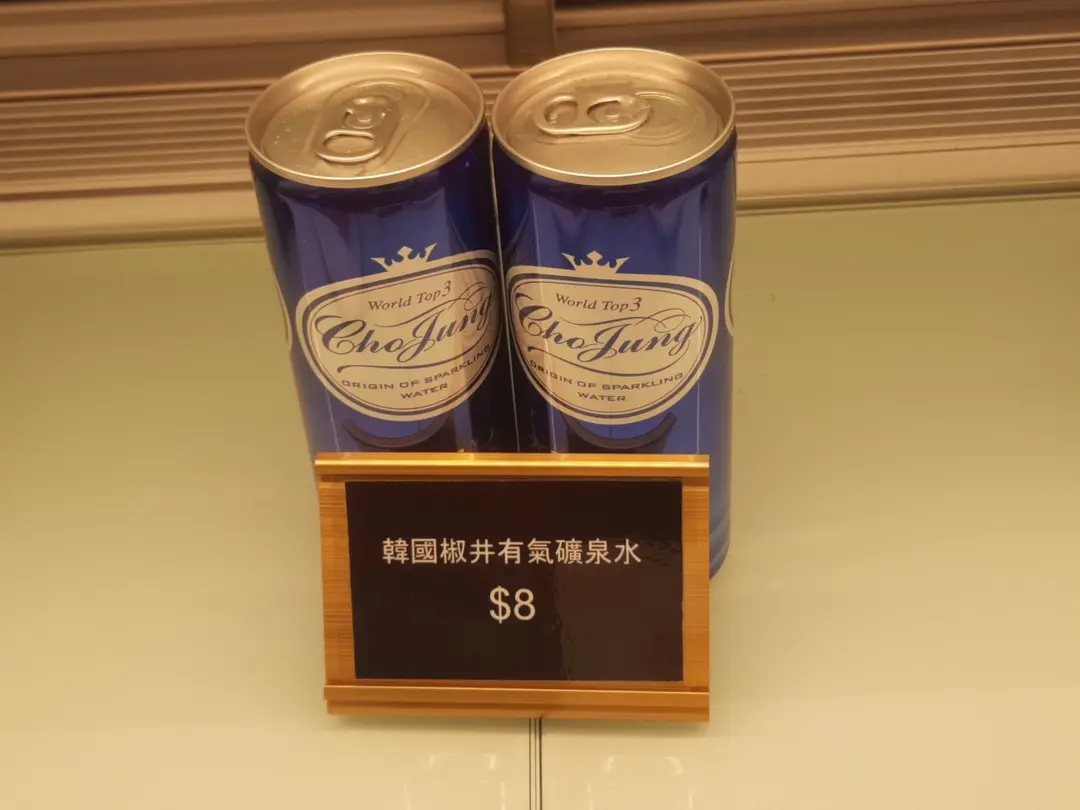 World Top3
ChoJung
ORIGIN OF SPARKLING
WATER
World Top3
ChoJung
ORIGIN OF SPARKLING
WATER
韓國椒井有氣礦泉水
$8